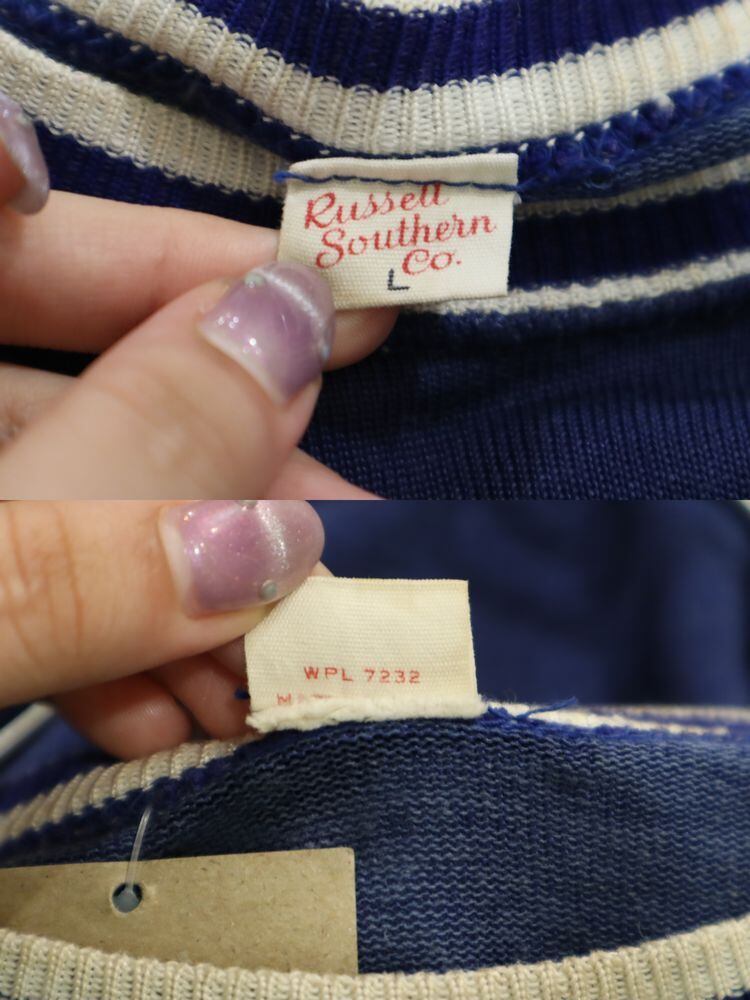 Russell
Southern
Co.
L
WPL 7232